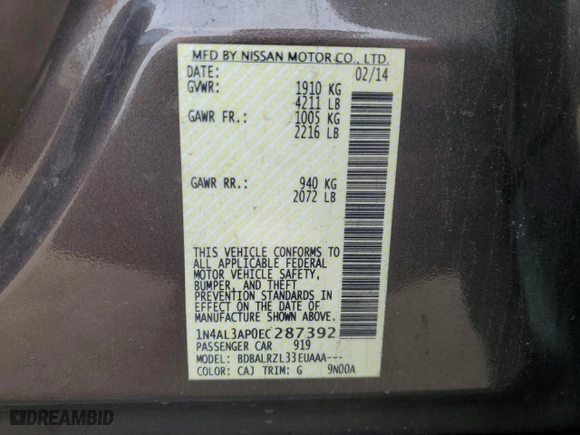 MFD BY NISSAN MOTOR CO., LTD.
DATE: 02/14
GVWR: 1910 KG
4211 LB
GAWR FR: 1005 KG
2216 LB
GAWR RR: 940 KG
2072 LB
THIS VEHICLE CONFORMS TO
ALL APPLICABLE FEDERAL
MOTOR VEHICLE SAFETY,
BUMPER, AND THEFT
PREVENTION STANDARDS IN
EFFECT ON THE DATE OF
MANUFACTURE SHOWN ABOVE.
1N4AL3AP0EC287392
PASSENGER CAR 919
MODEL: BDBALRZL33EUAAA---
COLOR: CAJ TRIM: G 9N00A
DREAMBID